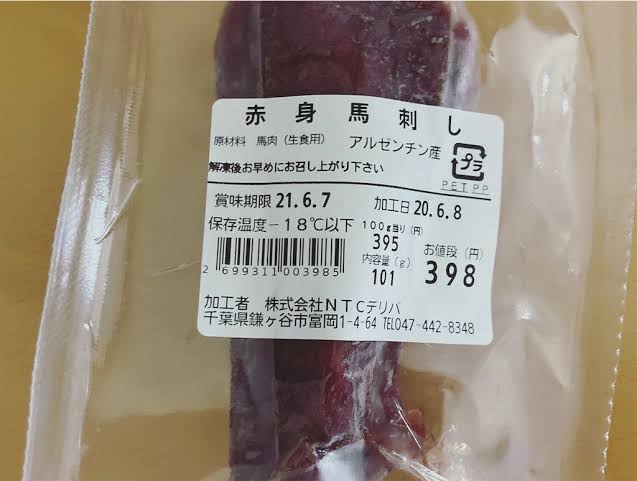 赤身馬刺し
原材料 馬肉（生食用） アルゼンチン産
プラ
PET,PP
解凍後お早めにお召し上がり下さい
賞味期限 21.6.7 加工日 20.6.8
保存温度－18℃以下
100g当り（円）
395
内容量（g）
101
お値段（円）
398
2 699311 003985
加工者 株式会社NTCデリバ
千葉県鎌ヶ谷市富岡1-4-64 TEL047-442-8348